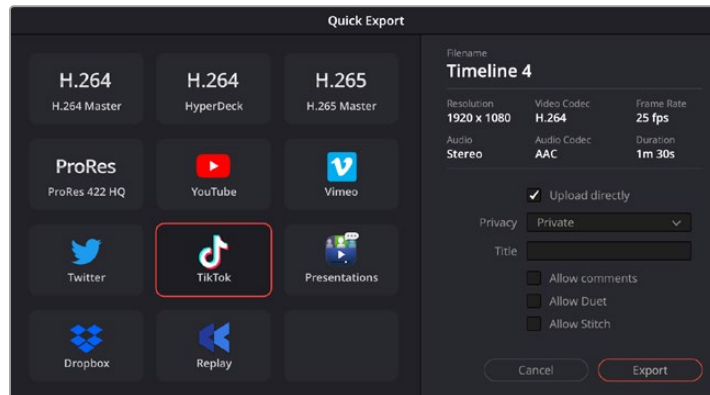 Quick Export
H.264
H.264 Master
H.264
HyperDeck
H.265
H.265 Master
ProRes
ProRes 422 HQ
YouTube
Vimeo
Twitter
TikTok
Presentations
Dropbox
Replay
Filename
Timeline 4
Resolution Video Codec Frame Rate
1920 x 1080 H.264 25 fps
Audio Audio Codec Duration
Stereo AAC 1m 30s
Upload directly
Privacy Private
Title
Allow comments
Allow Duet
Allow Stitch
Cancel Export